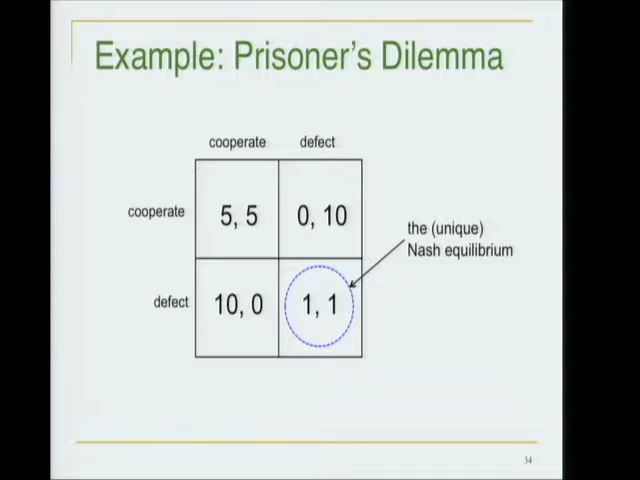 Example: Prisoner's Dilemma
cooperate defect
cooperate 5, 5 0, 10
the (unique)
Nash equilibrium
defect 10, 0 1, 1
34